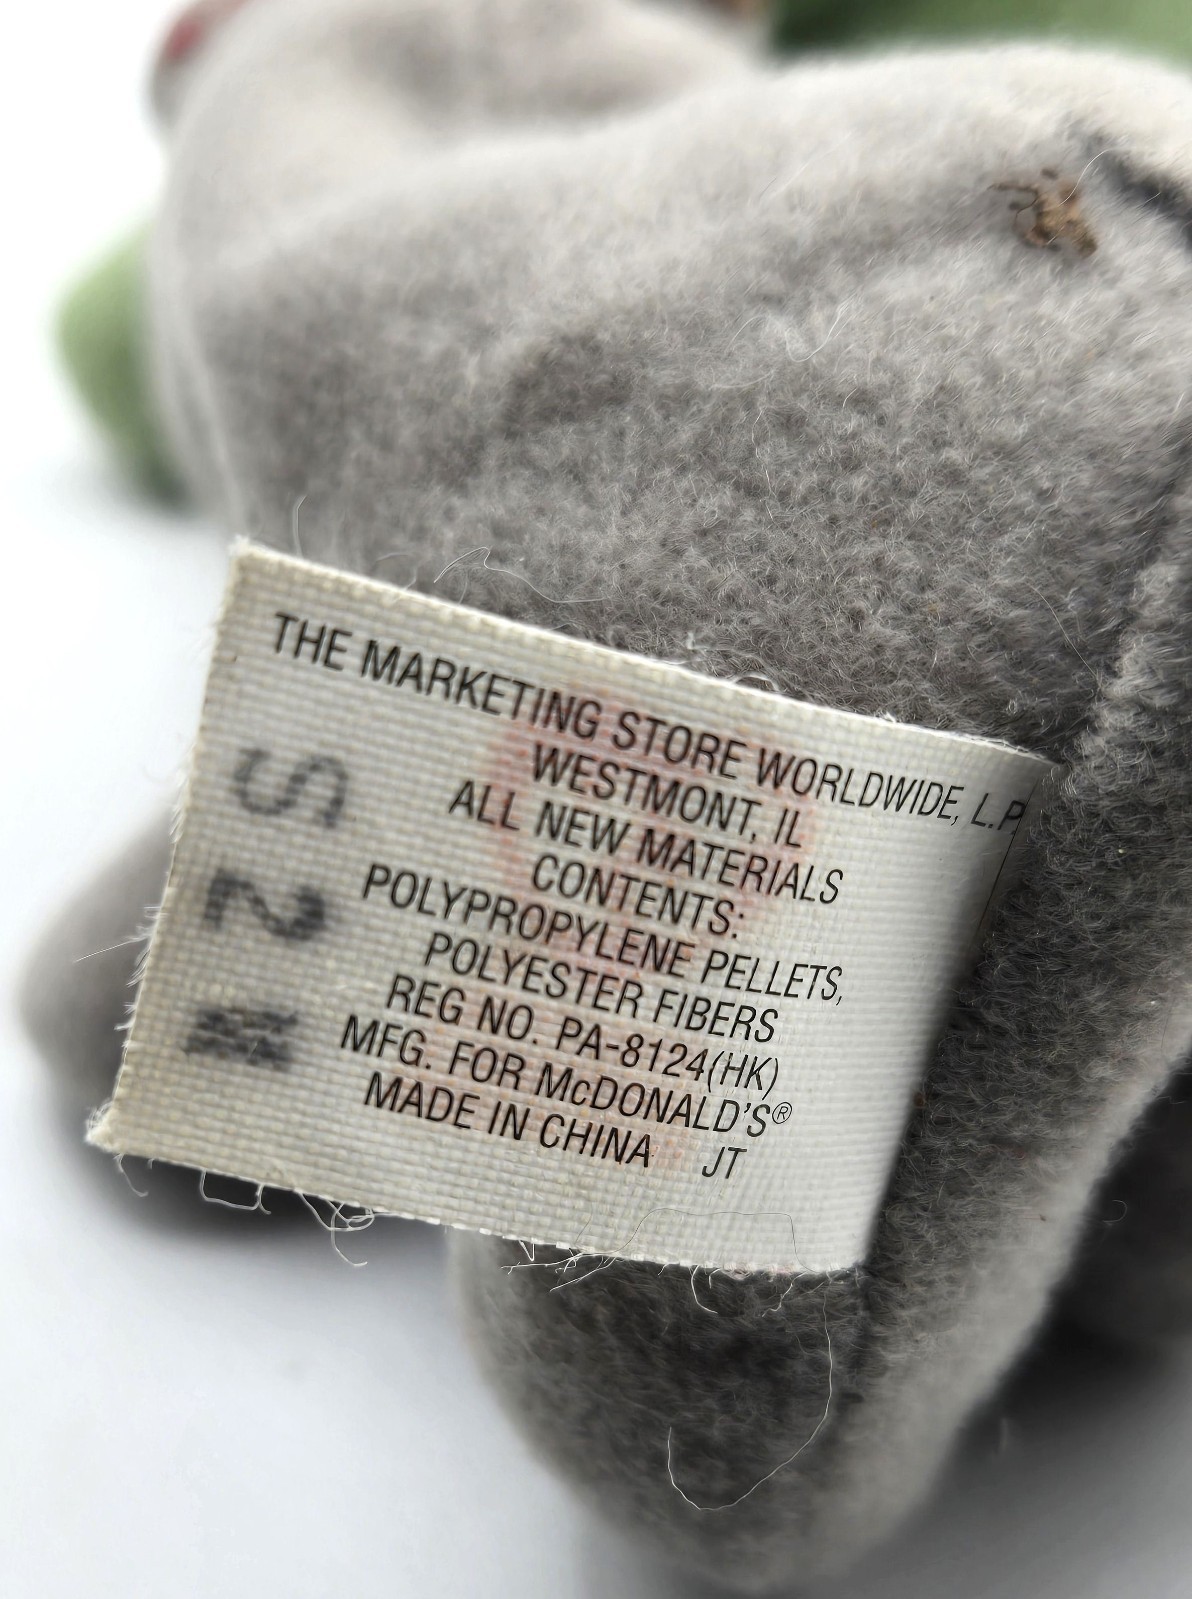 THE MARKETING STORE WORLDWIDE, L.P.
WESTMONT, IL
ALL NEW MATERIALS
CONTENTS:
POLYPROPYLENE PELLETS,
POLYESTER FIBERS
REG NO. PA-8124(HK)
MFG. FOR McDONALD'S®
MADE IN CHINA JT